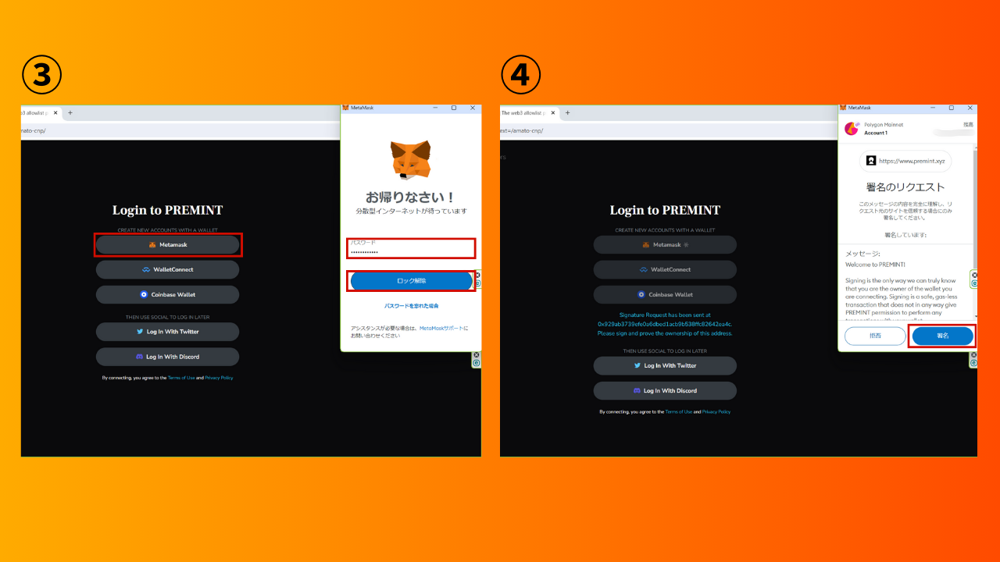 ③
o3 allowlist p
nato-cnp/
Login to PREMINT
CREATE NEW ACCOUNTS WITH A WALLET
Metamask
WalletConnect
Coinbase Wallet
THEN USE SOCIAL TO LOG IN LATER
Log In With Twitter
Log In With Discord
By connecting, you agree to the Terms of Use and Privacy Policy
MetaMask
お帰りなさい！
分散型インターネットが待っています
パスワード
ロック解除
パスワードを忘れた場合
アシスタンスが必要な場合は、MetaMaskサポートに
お問い合わせください
④
The web3 allowlist p
ext=/amato-cnp/
Login to PREMINT
CREATE NEW ACCOUNTS WITH A WALLET
Metamask
WalletConnect
Coinbase Wallet
Signature Request has been sent at
0x929ab3739efe0a6dbed1acb9b538ffc82642ea4c.
Please sign and prove the ownership of this address.
THEN USE SOCIAL TO LOG IN LATER
Log In With Twitter
Log In With Discord
By connecting, you agree to the Terms of Use and Privacy Policy
MetaMask
Polygon Mainnet
Account 1
残高
https://www.premint.xyz
署名のリクエスト
このメッセージの内容を完全に理解し、リ
クエスト元のサイトを信頼する場合にのみ
署名してください。
署名しています:
メッセージ:
Welcome to PREMINT!
Signing is the only way we can truly know
that you are the owner of the wallet you
are connecting. Signing is a safe, gas-less
transaction that does not in any way give
PREMINT permission to perform any
拒否
署名